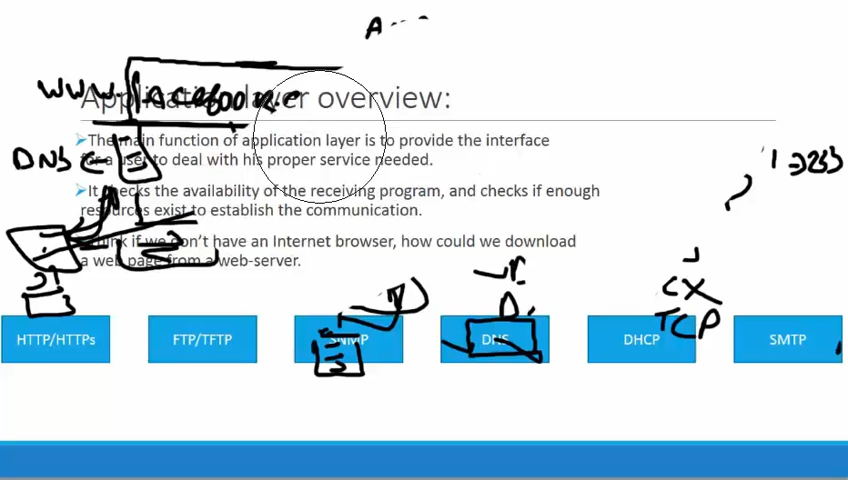 WWW.
Application layer overview:
The main function of application layer is to provide the interface
DNS
for a user to deal with his proper service needed.
It checks the availability of the receiving program, and checks if enough
resources exist to establish the communication.
Think if we don't have an Internet browser, how could we download
a web page from a web-server.
TCP
HTTP/HTTPs
FTP/TFTP
SNMP
DNS
DHCP
SMTP